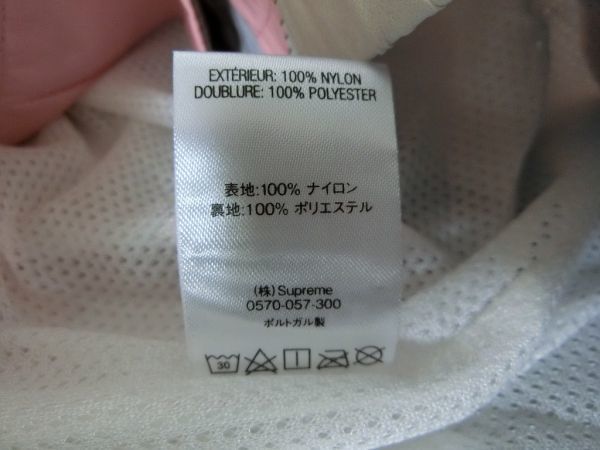 EXTÉRIEUR: 100% NYLON
DOUBLURE: 100% POLYESTER
表地:100% ナイロン
裏地:100% ポリエステル
(株)Supreme
0570-057-300
ポルトガル製
30